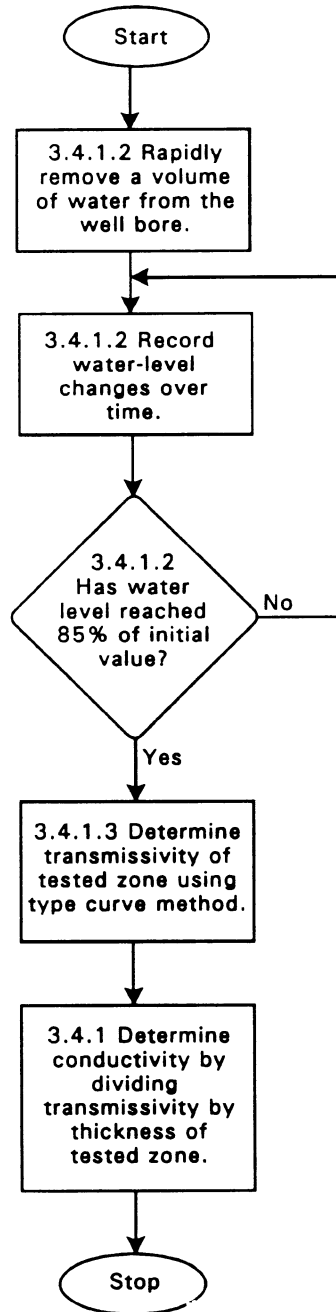 Start
3.4.1.2 Rapidly
remove a volume
of water from the
well bore.
3.4.1.2 Record
water-level
changes over
time.
3.4.1.2
Has water
level reached
85% of initial
value?
No
Yes
3.4.1.3 Determine
transmissivity of
tested zone using
type curve method.
3.4.1 Determine
conductivity by
dividing
transmissivity by
thickness of
tested zone.
Stop